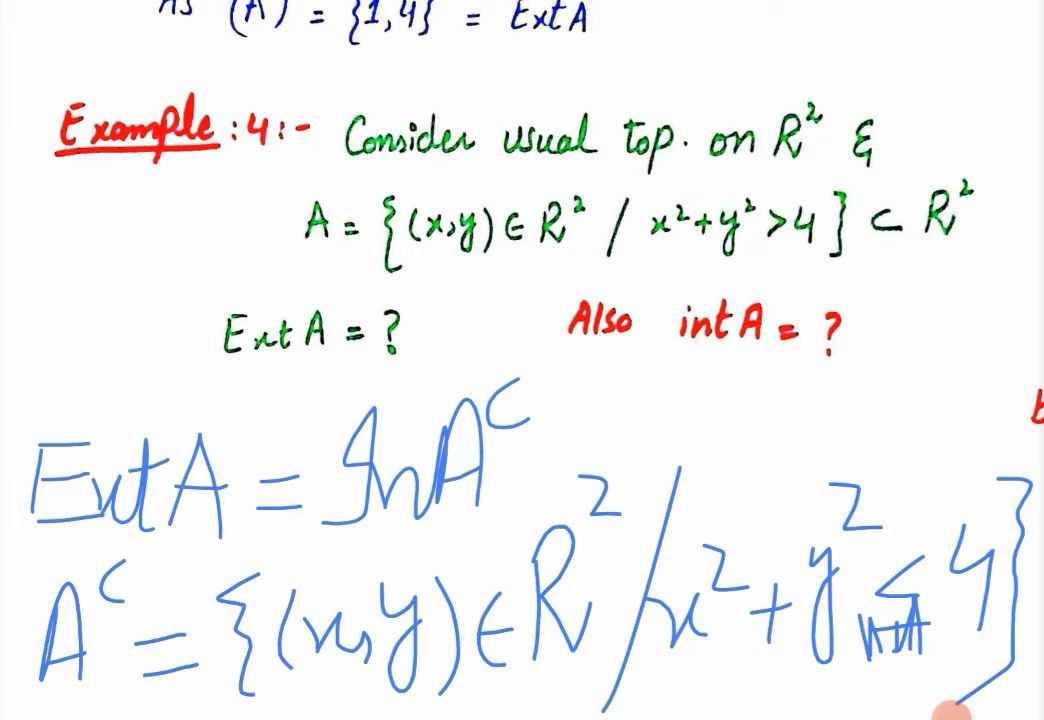 As (A') = {1,4} = Ext A
Example:4:- Consider usual top. on R² &
A = {(x,y) ∈ R² / x²+y² >4} ⊂ R²
Ext A = ? Also int A = ?
Ext A = In A^C
A^C = {(x,y) ∈ R² / x²+y² ≤ 4}